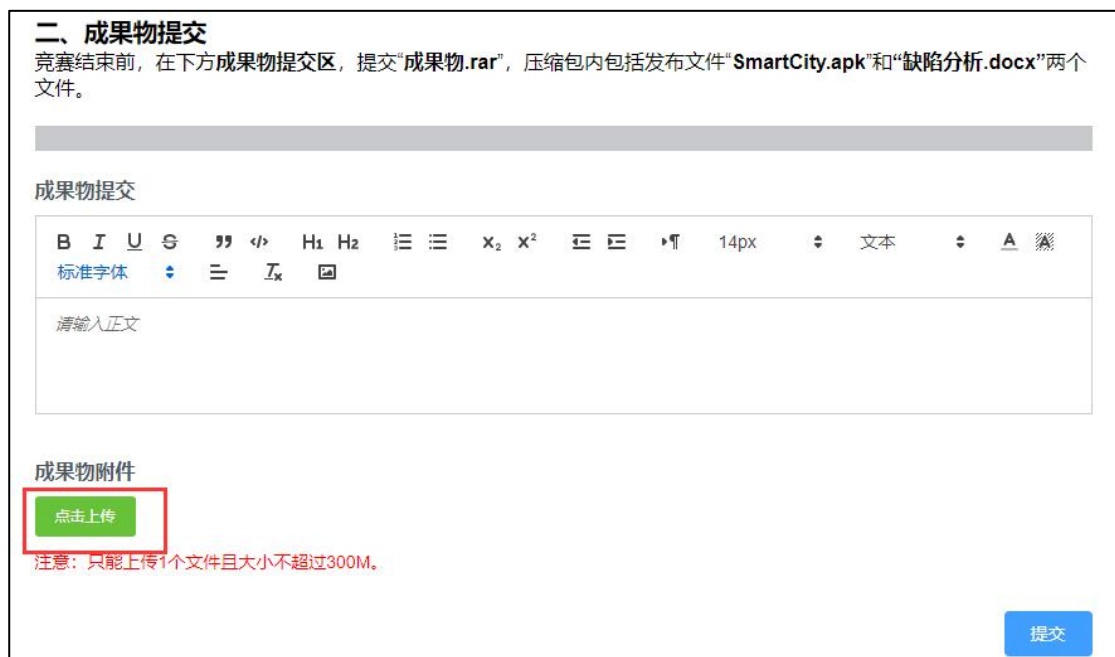 二、成果物提交
竞赛结束前，在下方成果物提交区，提交“成果物.rar”，压缩包内包括发布文件“SmartCity.apk”和“缺陷分析.docx”两个
文件。
成果物提交
B I U S ” </> H1 H2 X2 X² ¶ 14px 文本 A A
标准字体 Tx
请输入正文
成果物附件
点击上传
注意：只能上传1个文件且大小不超过300M。
提交